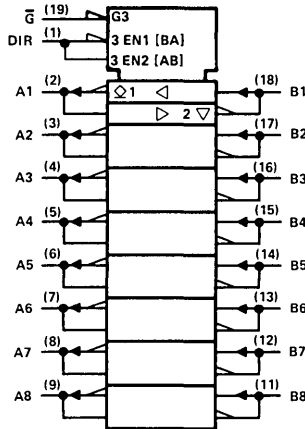 G̅ (19) G3
DIR (1) 3 EN1 [BA]
3 EN2 [AB]
A1 (2) ◇ 1 ◁ (18) B1
▷ 2 ▽
A2 (3) (17) B2
A3 (4) (16) B3
A4 (5) (15) B4
A5 (6) (14) B5
A6 (7) (13) B6
A7 (8) (12) B7
A8 (9) (11) B8